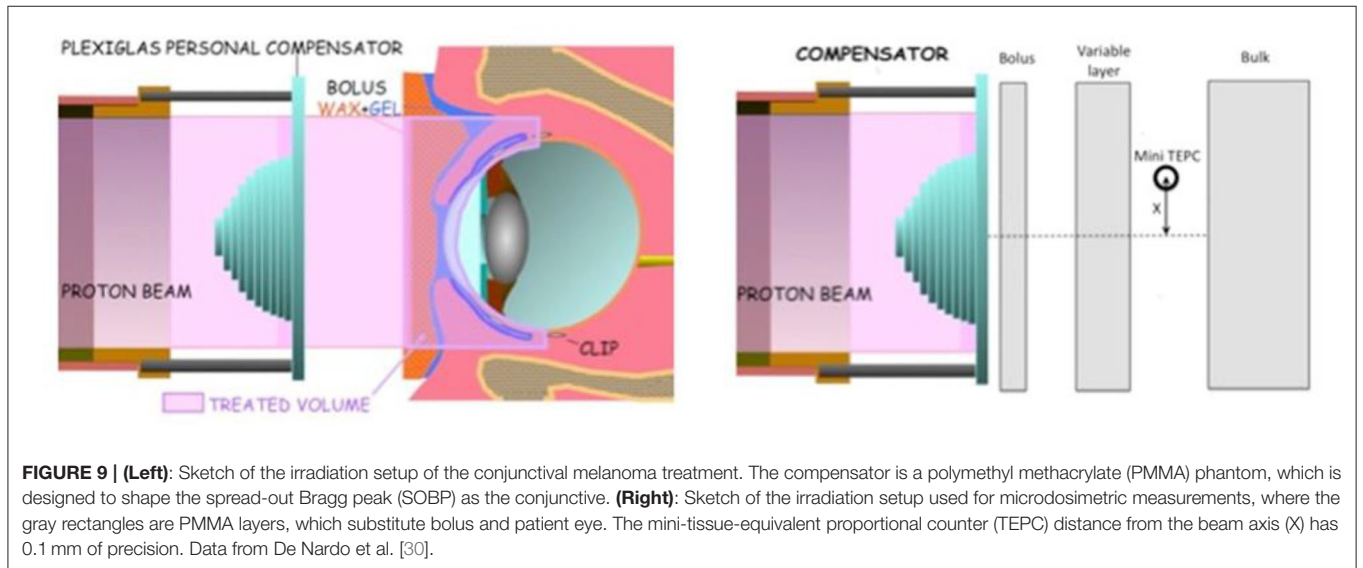 PLEXIGLAS PERSONAL COMPENSATOR
BOLUS
WAX+GEL
PROTON BEAM
CLIP
TREATED VOLUME
COMPENSATOR
Bolus
Variable
layer
Bulk
Mini TEPC
X
PROTON BEAM
FIGURE 9 | (Left): Sketch of the irradiation setup of the conjunctival melanoma treatment. The compensator is a polymethyl methacrylate (PMMA) phantom, which is
designed to shape the spread-out Bragg peak (SOBP) as the conjunctive. (Right): Sketch of the irradiation setup used for microdosimetric measurements, where the
gray rectangles are PMMA layers, which substitute bolus and patient eye. The mini-tissue-equivalent proportional counter (TEPC) distance from the beam axis (X) has
0.1 mm of precision. Data from De Nardo et al. [30].